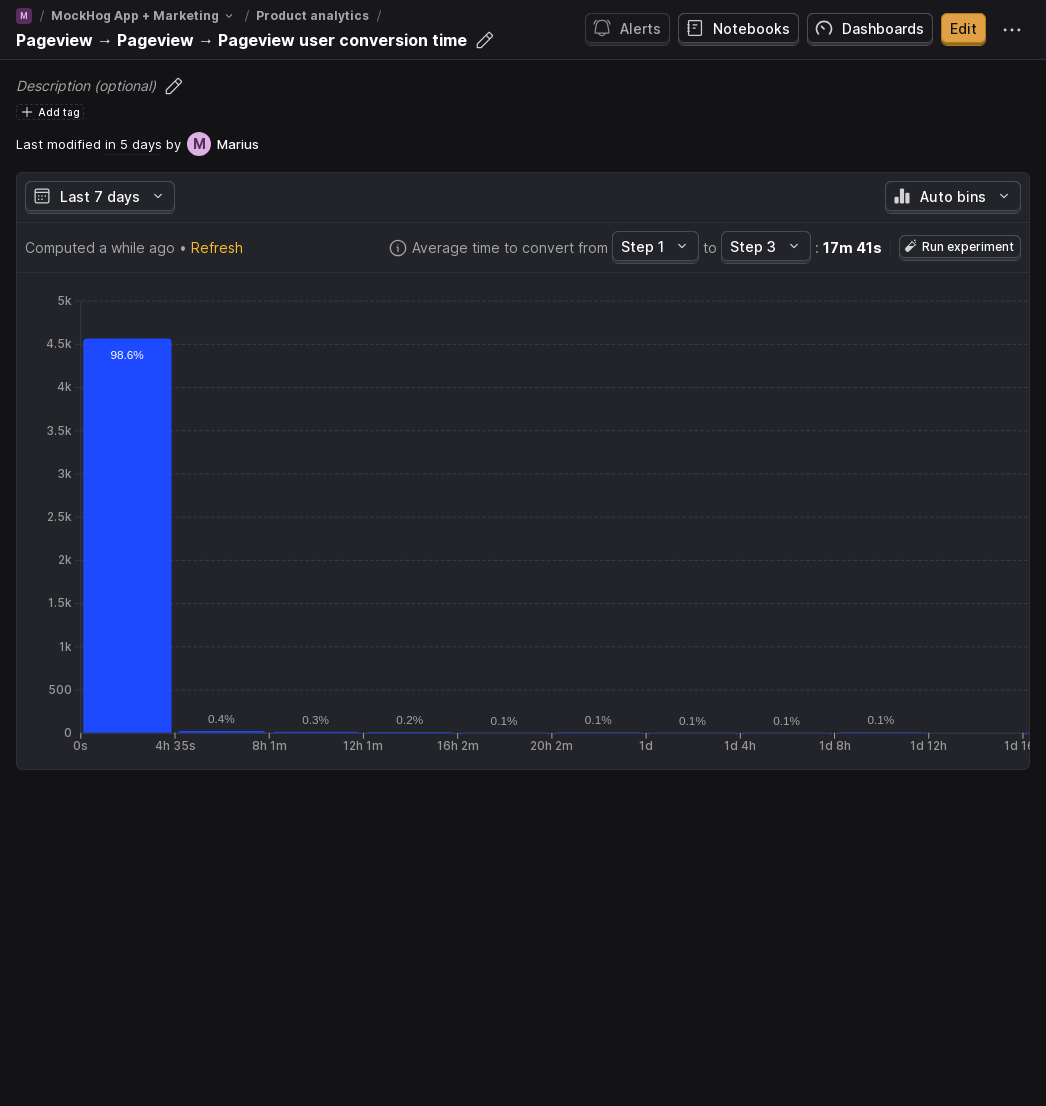 M / MockHog App + Marketing / Product analytics /
Pageview → Pageview → Pageview user conversion time
Alerts Notebooks Dashboards Edit
Description (optional)
Add tag
Last modified in 5 days by M Marius
Last 7 days Auto bins
Computed a while ago • Refresh Average time to convert from Step 1 to Step 3 : 17m 41s Run experiment
5k
4.5k
98.6%
4k
3.5k
3k
2.5k
2k
1.5k
1k
500
0.4% 0.3% 0.2% 0.1% 0.1% 0.1% 0.1% 0.1%
0
0s 4h 35s 8h 1m 12h 1m 16h 2m 20h 2m 1d 1d 4h 1d 8h 1d 12h 1d